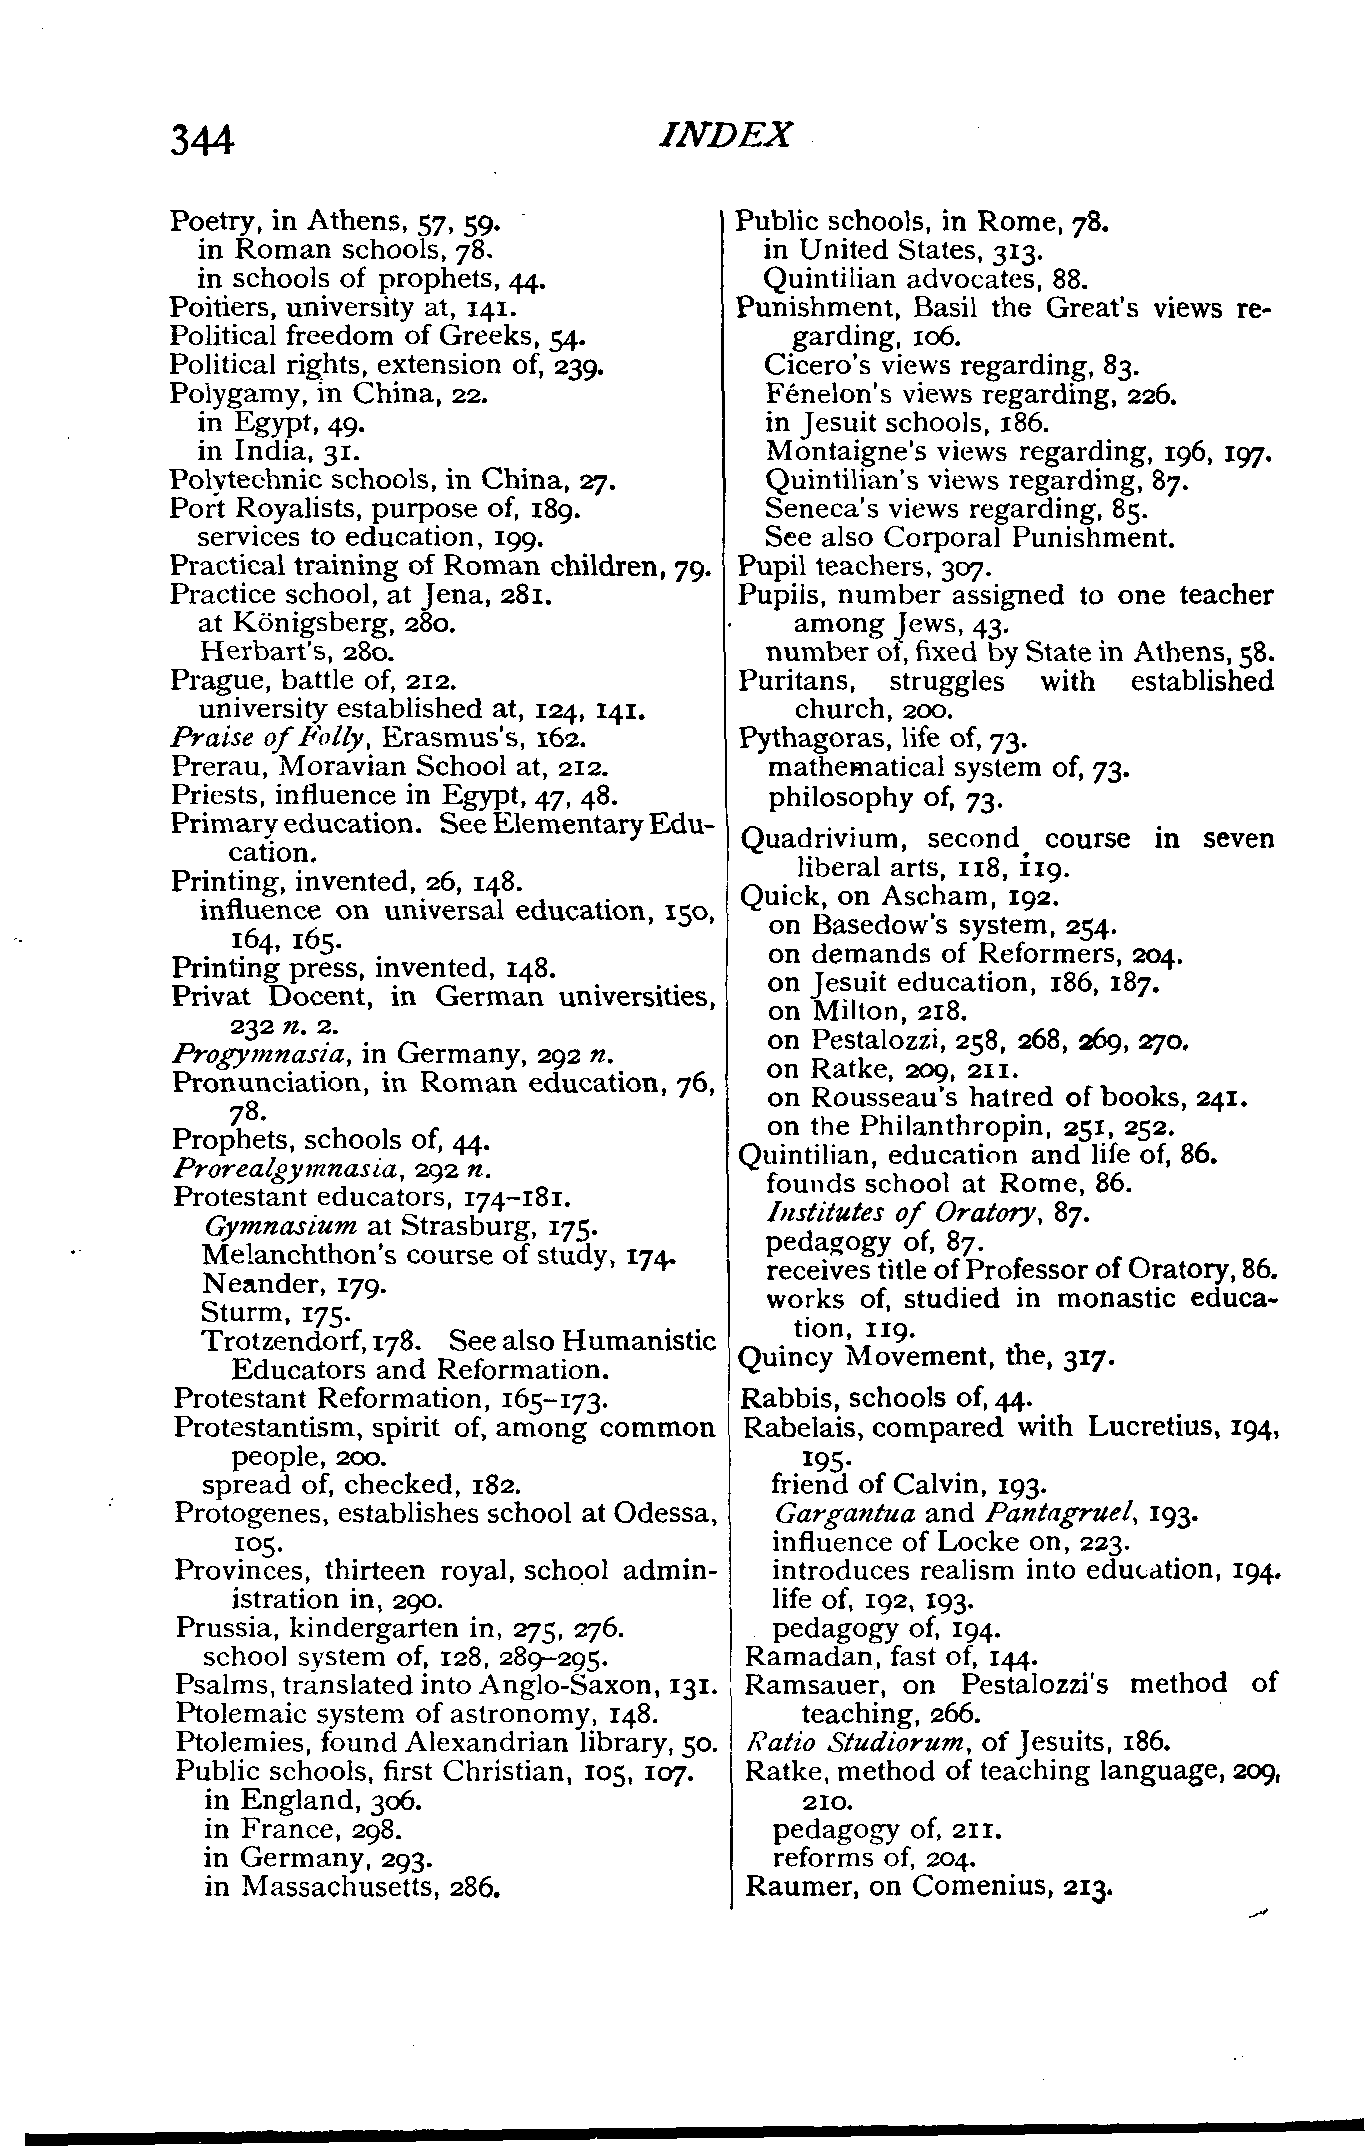 344 INDEX
Poetry, in Athens, 57, 59.
in Roman schools, 78.
in schools of prophets, 44.
Poitiers, university at, 141.
Political freedom of Greeks, 54.
Political rights, extension of, 239.
Polygamy, in China, 22.
in Egypt, 49.
in India, 31.
Polytechnic schools, in China, 27.
Port Royalists, purpose of, 189.
services to education, 199.
Practical training of Roman children, 79.
Practice school, at Jena, 281.
at Königsberg, 280.
Herbart's, 280.
Prague, battle of, 212.
university established at, 124, 141.
Praise of Folly, Erasmus's, 162.
Prerau, Moravian School at, 212.
Priests, influence in Egypt, 47, 48.
Primary education. See Elementary Edu-
cation.
Printing, invented, 26, 148.
influence on universal education, 150,
164, 165.
Printing press, invented, 148.
Privat Docent, in German universities,
232 n. 2.
Progymnasia, in Germany, 292 n.
Pronunciation, in Roman education, 76,
78.
Prophets, schools of, 44.
Prorealgymnasia, 292 n.
Protestant educators, 174–181.
Gymnasium at Strasburg, 175.
Melanchthon's course of study, 174.
Neander, 179.
Sturm, 175.
Trotzendorf, 178. See also Humanistic
Educators and Reformation.
Protestant Reformation, 165–173.
Protestantism, spirit of, among common
people, 200.
spread of, checked, 182.
Protogenes, establishes school at Odessa,
105.
Provinces, thirteen royal, school admin-
istration in, 290.
Prussia, kindergarten in, 275, 276.
school system of, 128, 289–295.
Psalms, translated into Anglo-Saxon, 131.
Ptolemaic system of astronomy, 148.
Ptolemies, found Alexandrian library, 50.
Public schools, first Christian, 105, 107.
in England, 306.
in France, 298.
in Germany, 293.
in Massachusetts, 286.
Public schools, in Rome, 78.
in United States, 313.
Quintilian advocates, 88.
Punishment, Basil the Great's views re-
garding, 106.
Cicero's views regarding, 83.
Fénelon's views regarding, 226.
in Jesuit schools, 186.
Montaigne's views regarding, 196, 197.
Quintilian's views regarding, 87.
Seneca's views regarding, 85.
See also Corporal Punishment.
Pupil teachers, 307.
Pupils, number assigned to one teacher
among Jews, 43.
number of, fixed by State in Athens, 58.
Puritans, struggles with established
church, 200.
Pythagoras, life of, 73.
mathematical system of, 73.
philosophy of, 73.
Quadrivium, second course in seven
liberal arts, 118, 119.
Quick, on Ascham, 192.
on Basedow's system, 254.
on demands of Reformers, 204.
on Jesuit education, 186, 187.
on Milton, 218.
on Pestalozzi, 258, 268, 269, 270.
on Ratke, 209, 211.
on Rousseau's hatred of books, 241.
on the Philanthropin, 251, 252.
Quintilian, education and life of, 86.
founds school at Rome, 86.
Institutes of Oratory, 87.
pedagogy of, 87.
receives title of Professor of Oratory, 86.
works of, studied in monastic educa-
tion, 119.
Quincy Movement, the, 317.
Rabbis, schools of, 44.
Rabelais, compared with Lucretius, 194,
195.
friend of Calvin, 193.
Gargantua and Pantagruel, 193.
influence of Locke on, 223.
introduces realism into education, 194.
life of, 192, 193.
pedagogy of, 194.
Ramadan, fast of, 144.
Ramsauer, on Pestalozzi's method of
teaching, 266.
Ratio Studiorum, of Jesuits, 186.
Ratke, method of teaching language, 209,
210.
pedagogy of, 211.
reforms of, 204.
Raumer, on Comenius, 213.